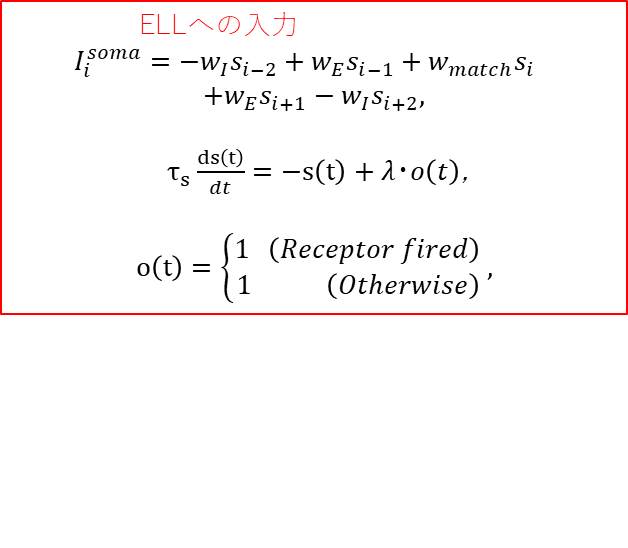 ELLへの入力
I_i^{soma} = −w_I s_{i−2} + w_E s_{i−1} + w_{match} s_i
+w_E s_{i+1} − w_I s_{i+2},
τ_s ds(t)/dt = −s(t) + λ・o(t),
o(t) = { 1 (Receptor fired)
1 (Otherwise) ,